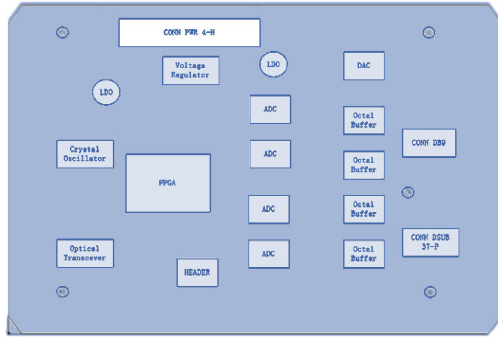 CONN PWR 4-H
Voltage
Regulator
LDO
DAC
LDO
ADC
Octal
Buffer
CONN DB9
Crystal
Oscillator
ADC
Octal
Buffer
FPGA
ADC
Octal
Buffer
CONN DSUB
37-P
Optical
Transcever
ADC
Octal
Buffer
HEADER